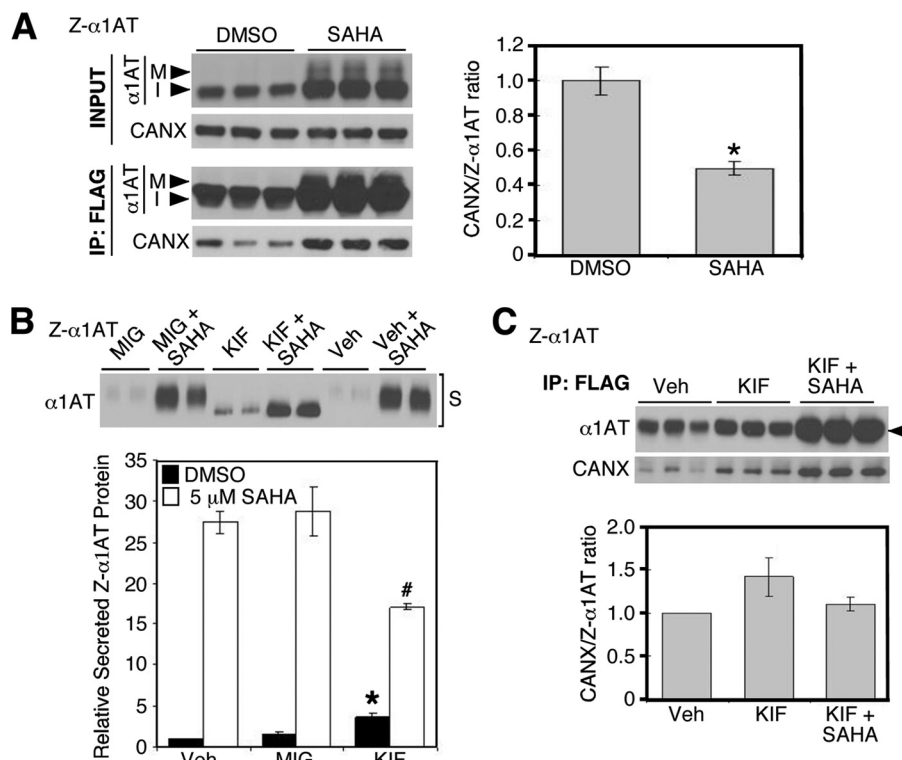 A
Z-α1AT
DMSO SAHA
INPUT
α1AT
M
I
CANX
IP: FLAG
α1AT
M
I
CANX
CANX/Z-α1AT ratio
1.2
1.0
0.8
0.6
0.4
0.2
0
*
DMSO SAHA
B
Z-α1AT
MIG
MIG + SAHA
KIF
KIF + SAHA
Veh
Veh + SAHA
α1AT
S
Relative Secreted Z-α1AT Protein
35
30
25
20
15
10
5
0
DMSO
5 µM SAHA
*
#
Veh MIG KIF
C
Z-α1AT
IP: FLAG
Veh KIF KIF + SAHA
α1AT
CANX
CANX/Z-α1AT ratio
2.0
1.5
1.0
0.5
0
Veh KIF KIF +
SAHA